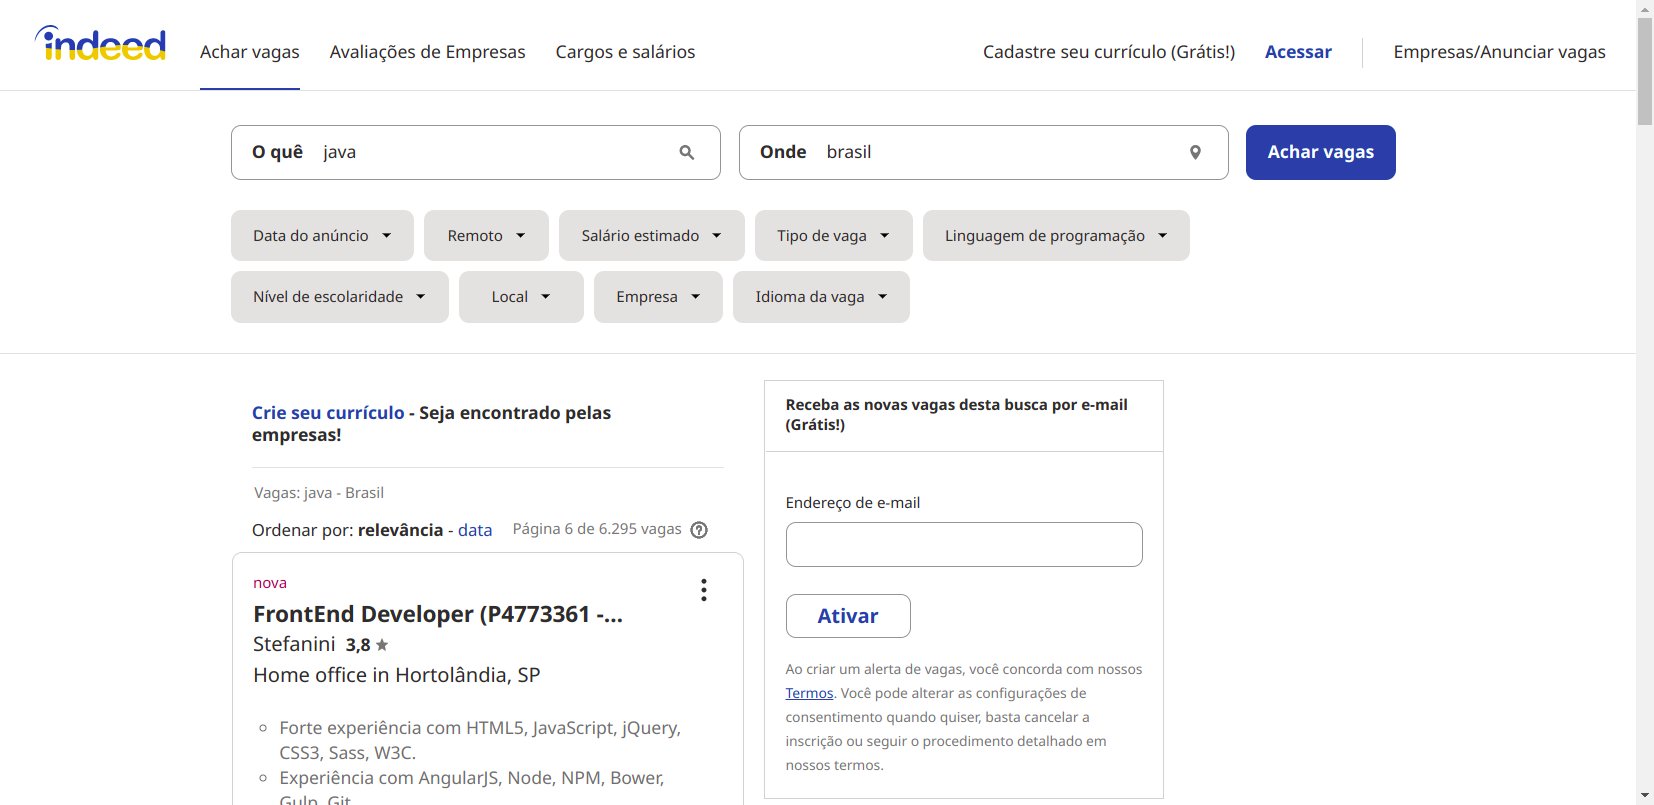 indeed
Achar vagas
Avaliações de Empresas
Cargos e salários
Cadastre seu currículo (Grátis!)
Acessar
Empresas/Anunciar vagas
O quê java
Onde brasil
Achar vagas
Data do anúncio
Remoto
Salário estimado
Tipo de vaga
Linguagem de programação
Nível de escolaridade
Local
Empresa
Idioma da vaga
Crie seu currículo - Seja encontrado pelas
empresas!
Vagas: java - Brasil
Ordenar por: relevância - data
Página 6 de 6.295 vagas
nova
FrontEnd Developer (P4773361 -...
Stefanini 3,8
Home office in Hortolândia, SP
Forte experiência com HTML5, JavaScript, jQuery,
CSS3, Sass, W3C.
Experiência com AngularJS, Node, NPM, Bower,
Gulp, Git.
Receba as novas vagas desta busca por e-mail
(Grátis!)
Endereço de e-mail
Ativar
Ao criar um alerta de vagas, você concorda com nossos
Termos. Você pode alterar as configurações de
consentimento quando quiser, basta cancelar a
inscrição ou seguir o procedimento detalhado em
nossos termos.